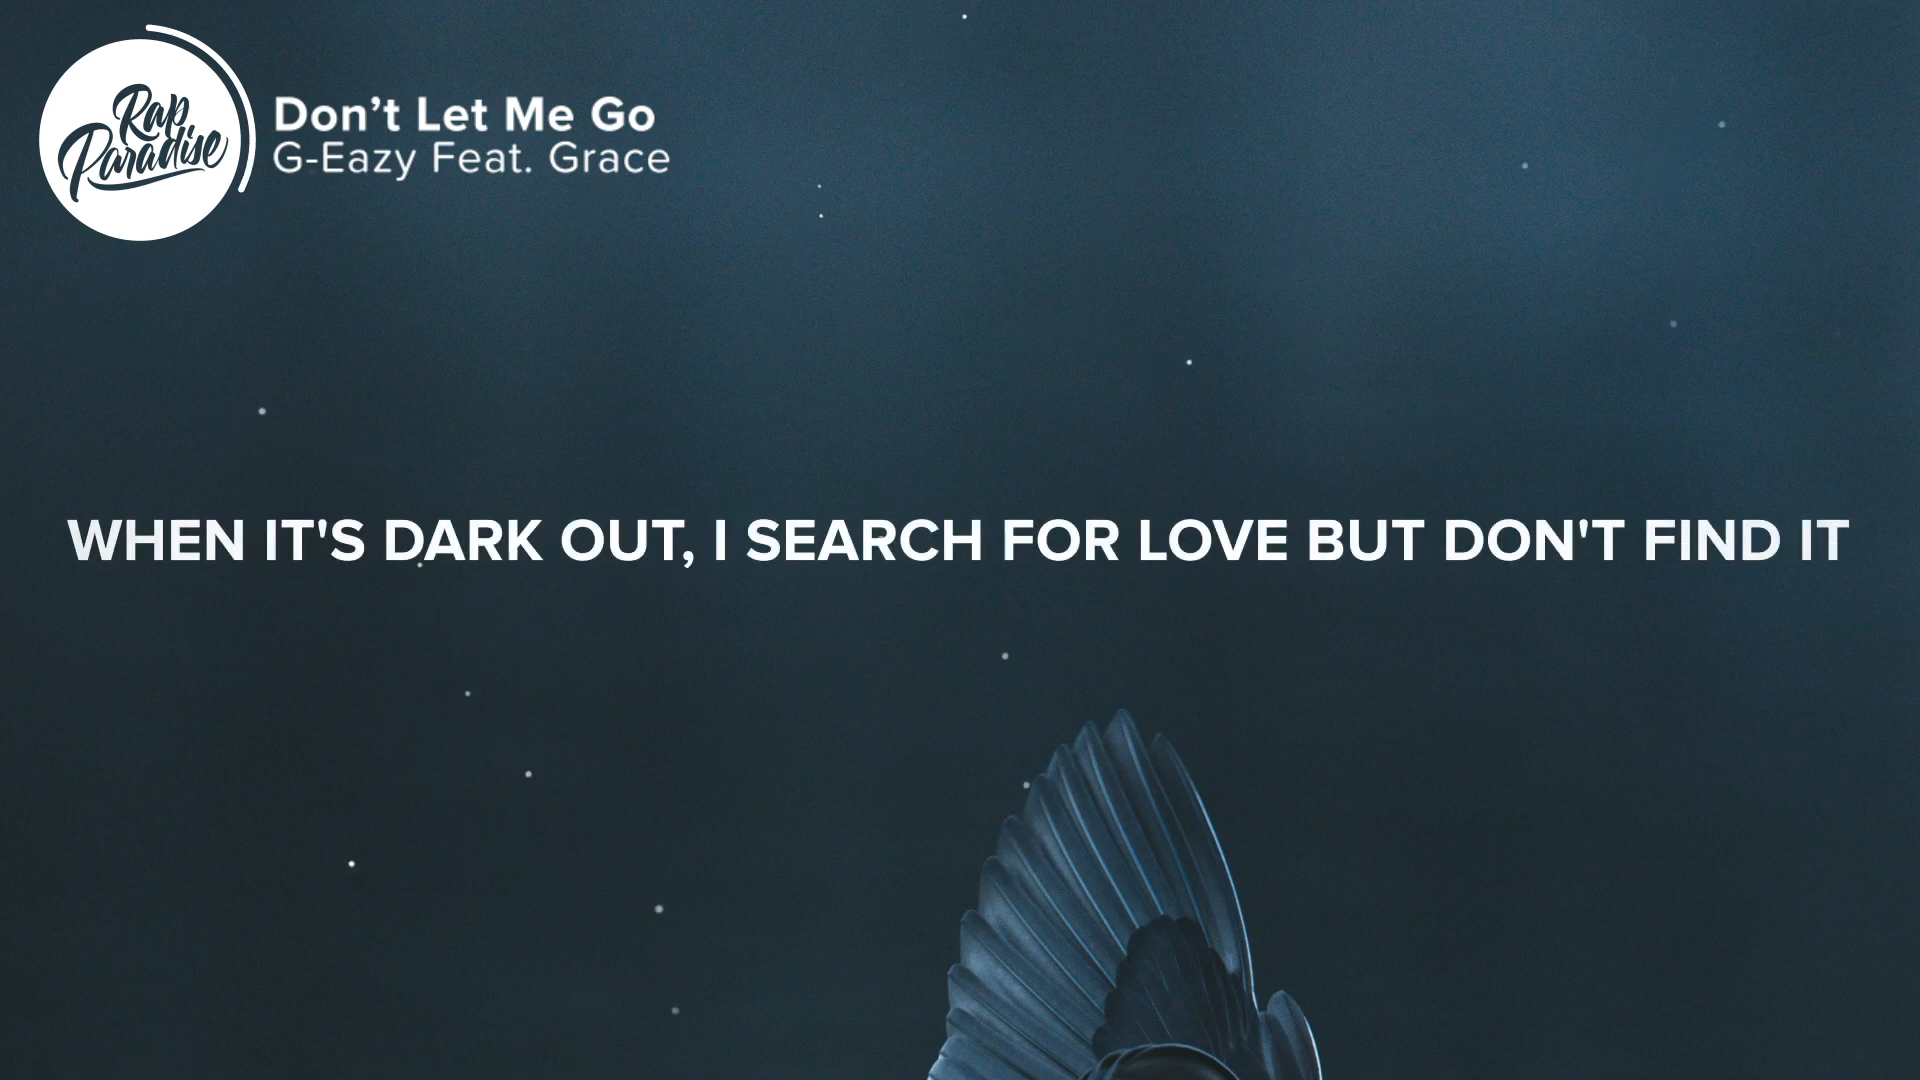 Rap
Paradise
Don’t Let Me Go
G-Eazy Feat. Grace
WHEN IT'S DARK OUT, I SEARCH FOR LOVE BUT DON'T FIND IT